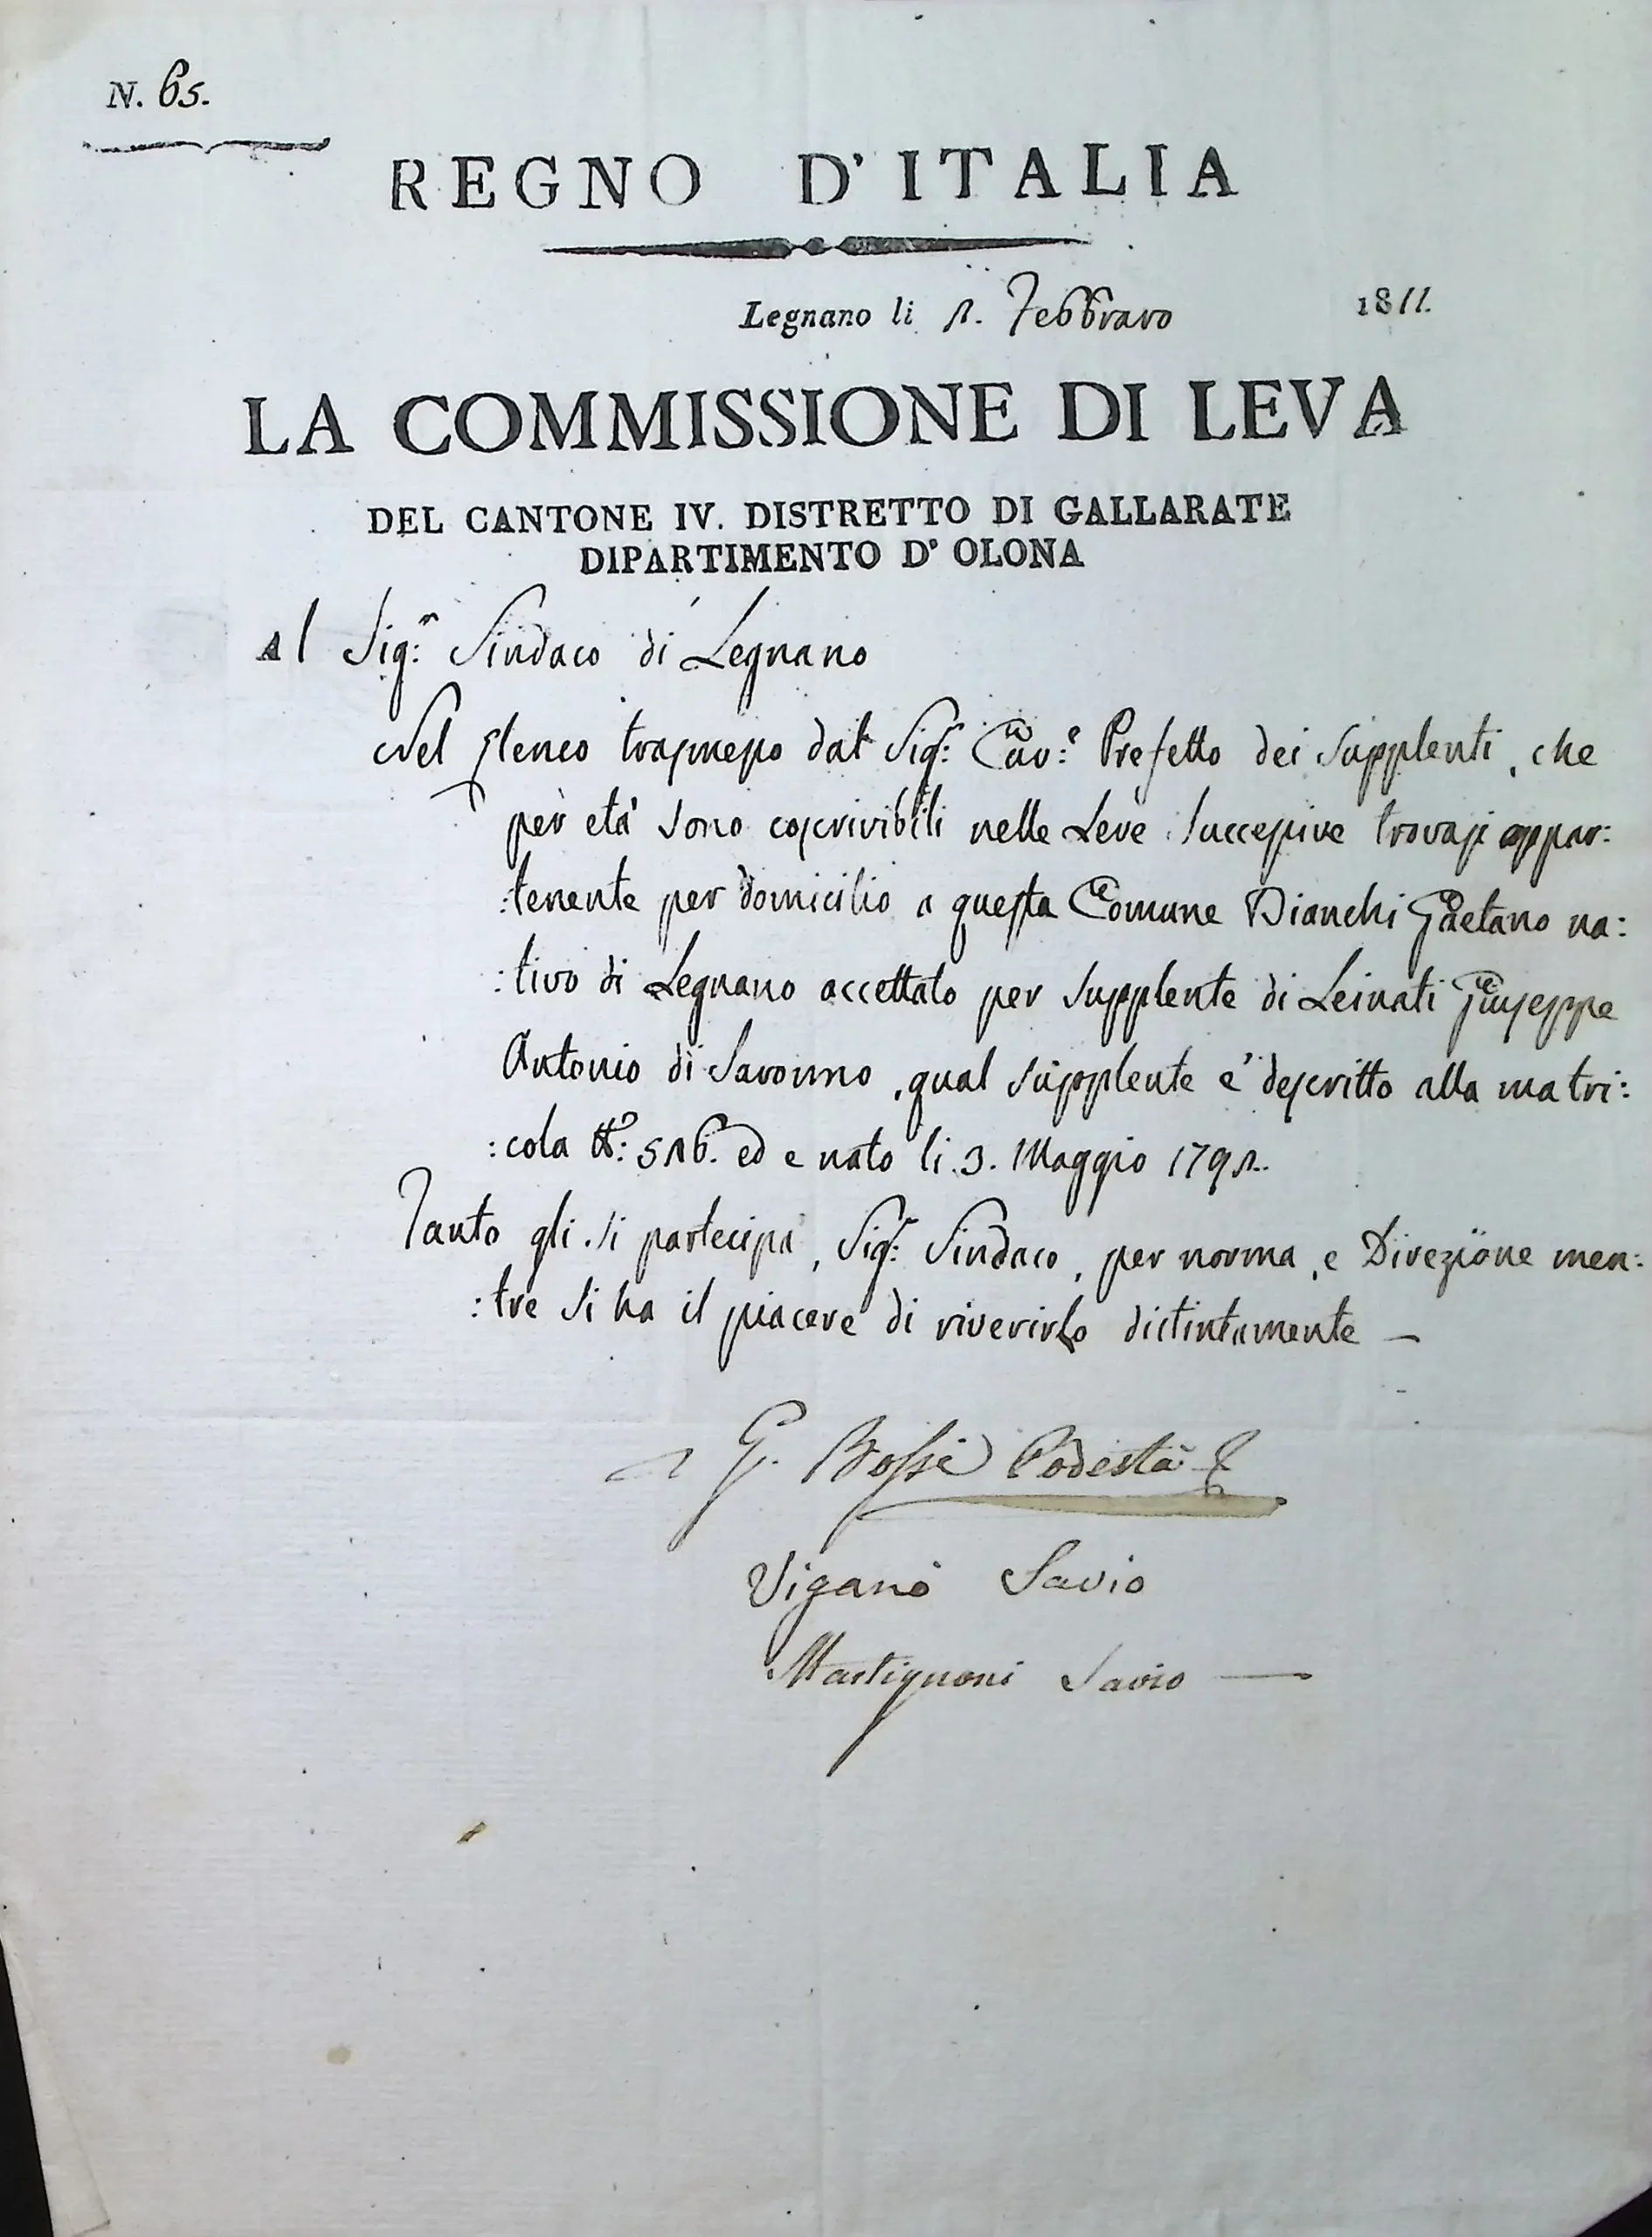 N. 65.
REGNO D'ITALIA
Legnano li 2. Febbraro 1811.
LA COMMISSIONE DI LEVA
DEL CANTONE IV. DISTRETTO DI GALLARATE
DIPARTIMENTO D' OLONA
Al Sig.r Sindaco di Legnano
Nel Elenco trasmesso dal Sig.r Cav.e Prefetto dei Supplenti, che
per età sono coscrivibili nelle Leve successive trovasi appar:
:tenente per domicilio a questa Comune Bianchi Gaetano na:
:tivo di Legnano accettato per supplente di Leinati Giuseppe
Antonio di Saronno, qual supplente è descritto alla matri:
:cola N.o 526. ed e nato li 3. Maggio 1792.
Tanto gli si partecipa, Sig.r Sindaco, per norma, e Direzione men:
:tre si ha il piacere di riverirlo distintamente —
G. Bossi Podestà
Viganò Savio
Martignoni Savio —